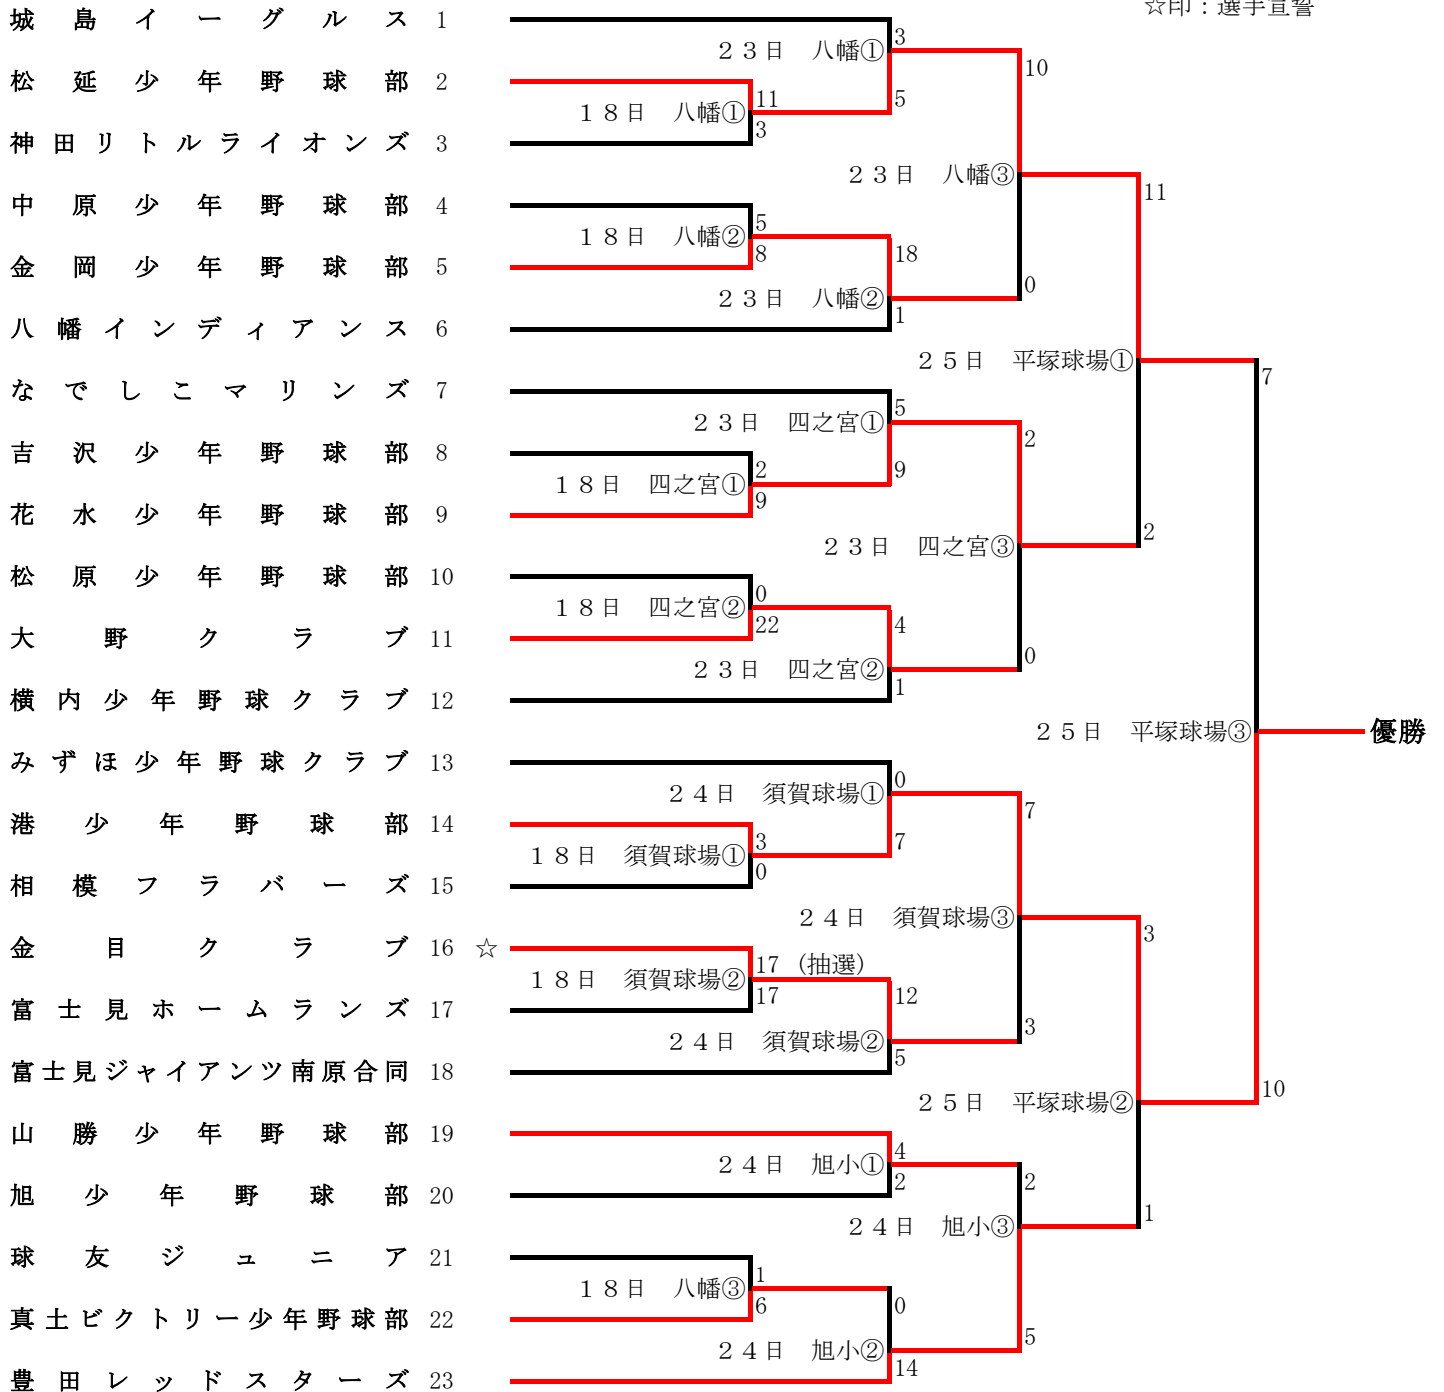 ☆印：選手宣誓
城島イーグルス 1
3
２３日 八幡①
10
松延少年野球部 2
11 5
１８日 八幡①
3
神田リトルライオンズ 3
２３日 八幡③
11
中原少年野球部 4
5
１８日 八幡②
8 18
金岡少年野球部 5
0
２３日 八幡②
1
八幡インディアンス 6
２５日 平塚球場①
7
なでしこマリンズ 7
5
２３日 四之宮①
2
吉沢少年野球部 8
2 9
１８日 四之宮①
9
花水少年野球部 9
2
２３日 四之宮③
松原少年野球部 10
0
１８日 四之宮②
22 4
大野クラブ 11
0
２３日 四之宮②
1
横内少年野球クラブ 12
２５日 平塚球場③ 優勝
みずほ少年野球クラブ 13
0
２４日 須賀球場①
7
港少年野球部 14
3 7
１８日 須賀球場①
0
相模フラバーズ 15
２４日 須賀球場③
3
金目クラブ 16 ☆
17 （抽選）
１８日 須賀球場②
17 12
富士見ホームランズ 17
3
２４日 須賀球場②
5
富士見ジャイアンツ南原合同 18
10
２５日 平塚球場②
山勝少年野球部 19
4
２４日 旭小①
2 2
旭少年野球部 20
1
２４日 旭小③
球友ジュニア 21
1
１８日 八幡③
6 0
真土ビクトリー少年野球部 22
5
２４日 旭小②
14
豊田レッドスターズ 23